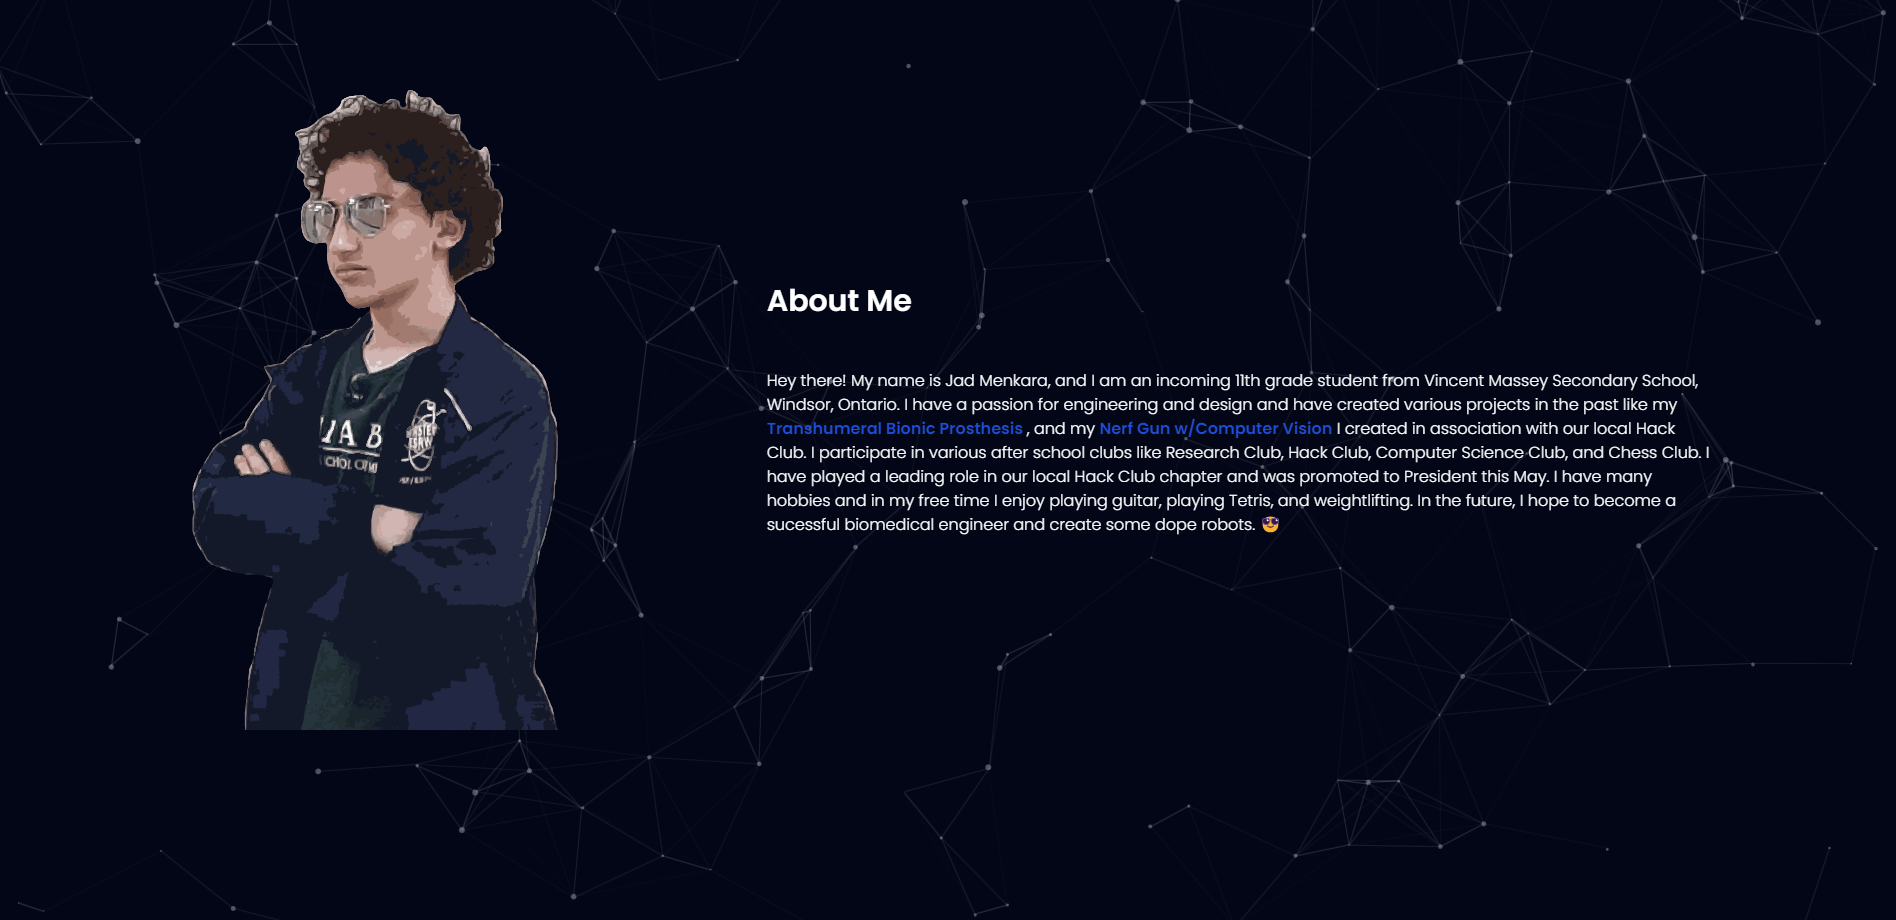 About Me
Hey there! My name is Jad Menkara, and I am an incoming 11th grade student from Vincent Massey Secondary School,
Windsor, Ontario. I have a passion for engineering and design and have created various projects in the past like my
Transhumeral Bionic Prosthesis , and my Nerf Gun w/Computer Vision I created in association with our local Hack
Club. I participate in various after school clubs like Research Club, Hack Club, Computer Science Club, and Chess Club. I
have played a leading role in our local Hack Club chapter and was promoted to President this May. I have many
hobbies and in my free time I enjoy playing guitar, playing Tetris, and weightlifting. In the future, I hope to become a
sucessful biomedical engineer and create some dope robots. 😎